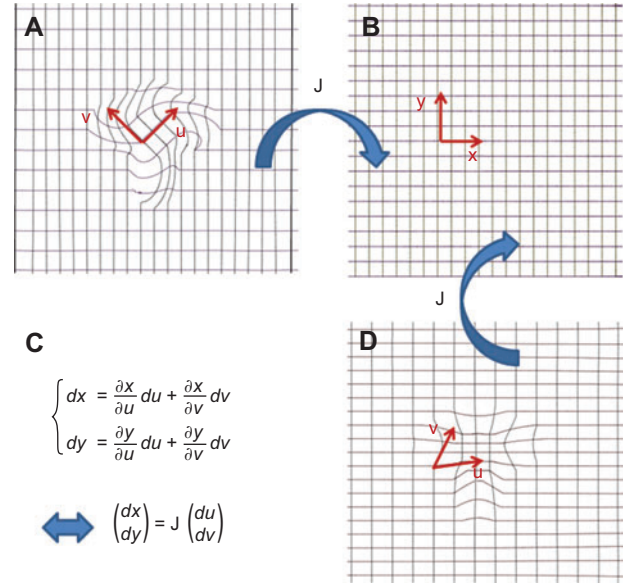 A
v
u
J
B
y
x
J
C
dx = ∂x/∂u du + ∂x/∂v dv
dy = ∂y/∂u du + ∂y/∂v dv
(dx dy) = J (du dv)
D
v
u